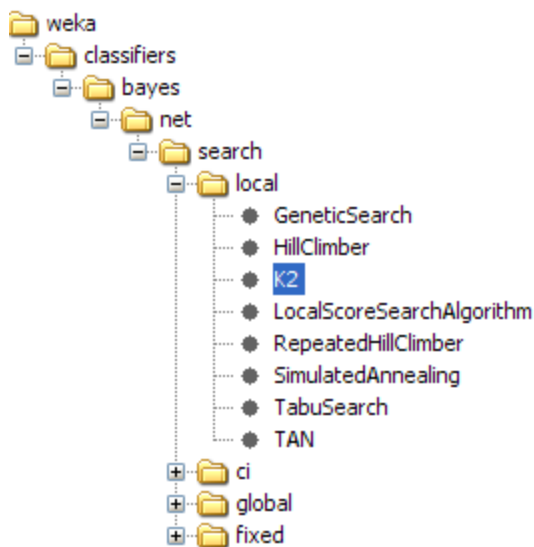 weka
classifiers
bayes
net
search
local
GeneticSearch
HillClimber
K2
LocalScoreSearchAlgorithm
RepeatedHillClimber
SimulatedAnnealing
TabuSearch
TAN
ci
global
fixed